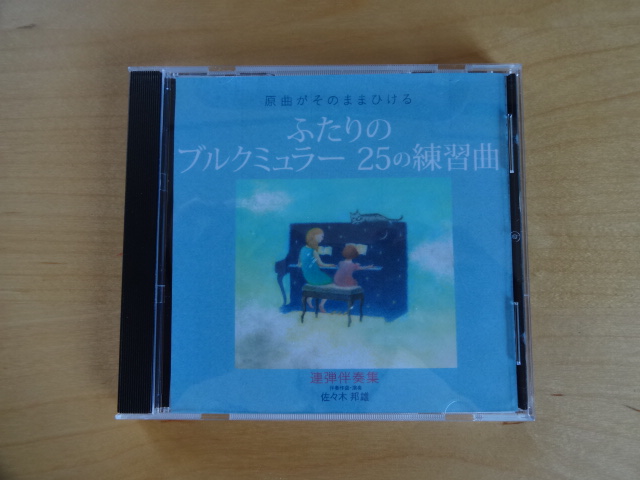 原曲がそのままひける
ふたりの
ブルクミュラー 25の練習曲
連弾伴奏集
佐々木 邦雄